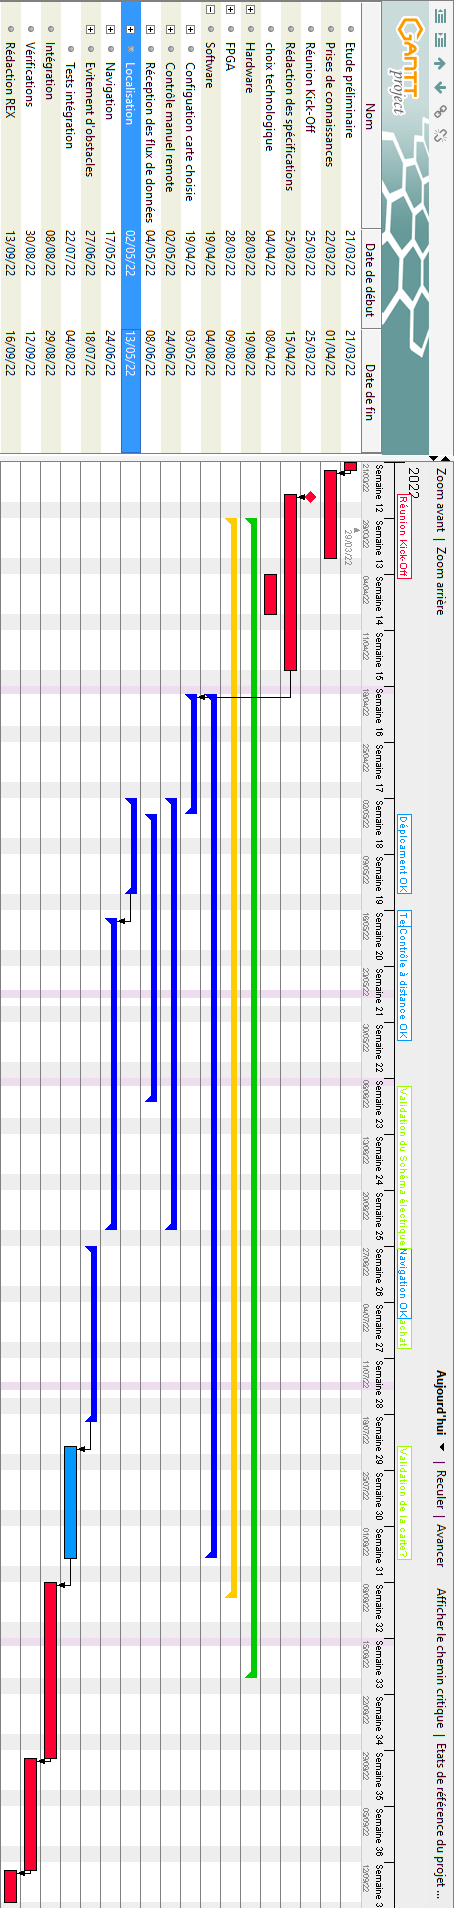 GANTT
project
Zoom avant | Zoom arrière
Aujourd'hui ▼ | Reculer | Avancer
Afficher le chemin critique | Etats de référence du projet ...
Nom Date de début Date de fin
Etude préliminaire 21/03/22 21/03/22
Prises de connaissances 22/03/22 01/04/22
Réunion Kick-Off 25/03/22 25/03/22
Rédaction des spécifications 25/03/22 15/04/22
choix technologique 04/04/22 08/04/22
Hardware 28/03/22 19/08/22
FPGA 28/03/22 09/08/22
Software 19/04/22 04/08/22
Configuation carte choisie 19/04/22 03/05/22
Contrôle manuel remote 02/05/22 24/06/22
Réception des flux de données 04/05/22 08/06/22
Localisation 02/05/22 13/05/22
Navigation 17/05/22 24/06/22
Evitement d'obstacles 27/06/22 18/07/22
Tests intégration 22/07/22 04/08/22
Intégration 08/08/22 29/08/22
Vérifications 30/08/22 12/09/22
Rédaction REX 13/09/22 16/09/22
2022
Réunion Kick-Off
Déplcament OK
Te
Contrôle à distance OK
Validation du Schéma électrique
Navigation OK
achat
Validation de la carte?
Semaine 12
Semaine 13
Semaine 14
Semaine 15
Semaine 16
Semaine 17
Semaine 18
Semaine 19
Semaine 20
Semaine 21
Semaine 22
Semaine 23
Semaine 24
Semaine 25
Semaine 26
Semaine 27
Semaine 28
Semaine 29
Semaine 30
Semaine 31
Semaine 32
Semaine 33
Semaine 34
Semaine 35
Semaine 36
Semaine 3
21/03/22
28/03/22
04/04/22
11/04/22
18/04/22
25/04/22
02/05/22
09/05/22
16/05/22
23/05/22
30/05/22
06/06/22
13/06/22
20/06/22
27/06/22
04/07/22
11/07/22
18/07/22
25/07/22
01/08/22
08/08/22
15/08/22
22/08/22
29/08/22
05/09/22
12/09/22
29/03/22